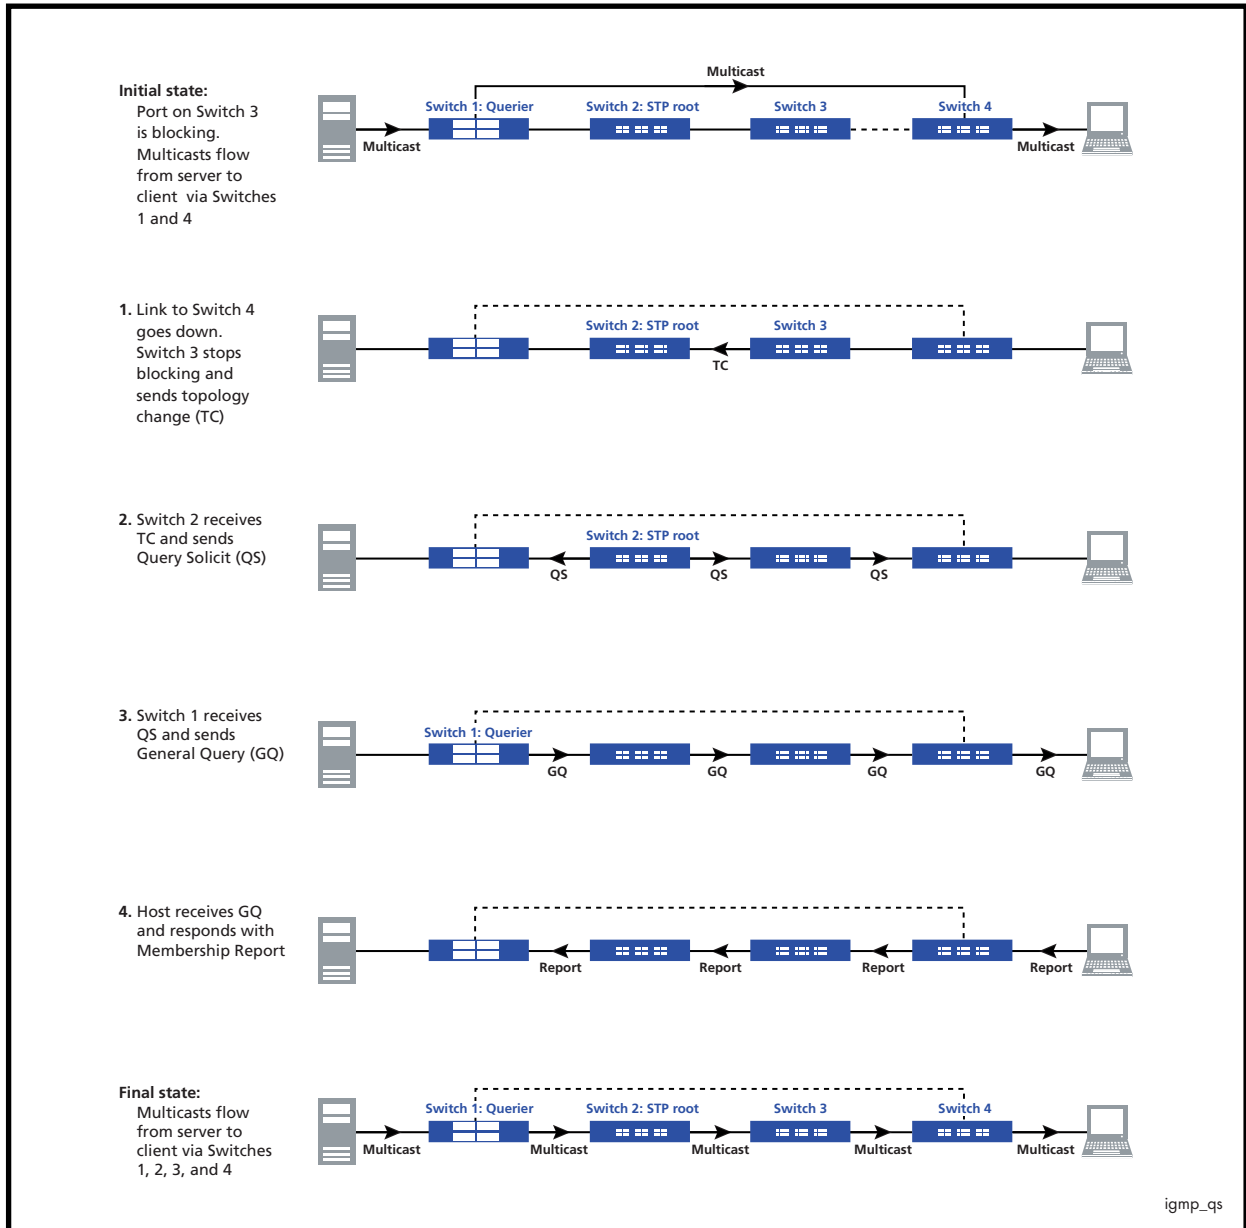 Initial state:
Port on Switch 3
is blocking.
Multicasts flow
from server to
client via Switches
1 and 4
Multicast
Switch 1: Querier
Switch 2: STP root
Switch 3
Switch 4
Multicast
Multicast
1. Link to Switch 4
goes down.
Switch 3 stops
blocking and
sends topology
change (TC)
Switch 2: STP root
Switch 3
TC
2. Switch 2 receives
TC and sends
Query Solicit (QS)
Switch 2: STP root
QS
QS
QS
3. Switch 1 receives
QS and sends
General Query (GQ)
Switch 1: Querier
GQ
GQ
GQ
GQ
4. Host receives GQ
and responds with
Membership Report
Report
Report
Report
Report
Final state:
Multicasts flow
from server to
client via Switches
1, 2, 3, and 4
Switch 1: Querier
Switch 2: STP root
Switch 3
Switch 4
Multicast
Multicast
Multicast
Multicast
Multicast
igmp_qs